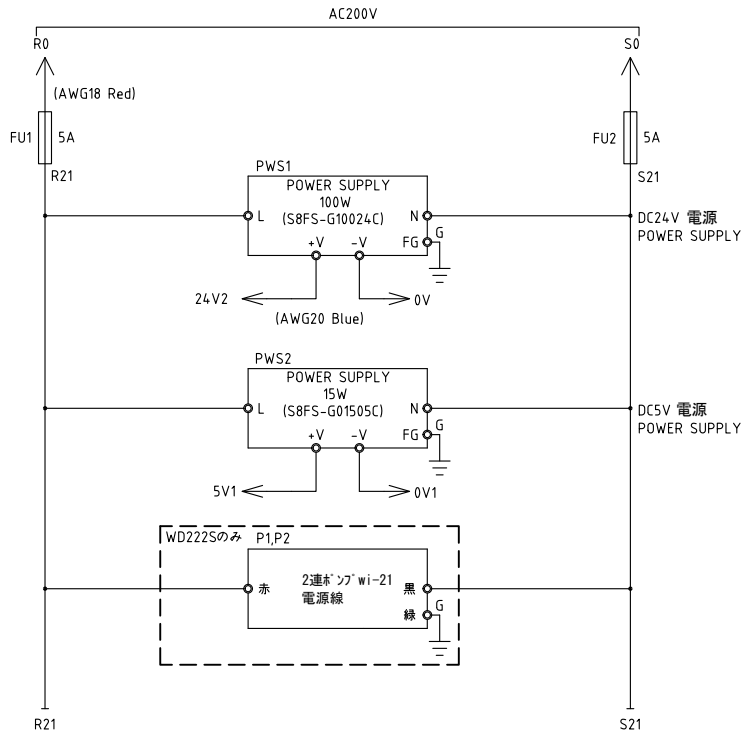 AC200V
R0
S0
(AWG18 Red)
FU1 5A
FU2 5A
R21
S21
PWS1
POWER SUPPLY
100W
(S8FS-G10024C)
L
N
FG
G
+V
-V
DC24V 電源
POWER SUPPLY
24V2
0V
(AWG20 Blue)
PWS2
POWER SUPPLY
15W
(S8FS-G01505C)
L
N
FG
G
+V
-V
DC5V 電源
POWER SUPPLY
5V1
0V1
WD222Sのみ P1,P2
赤
2連ﾎﾟﾝﾌﾟwi-21
電源線
黒
緑
G
R21
S21